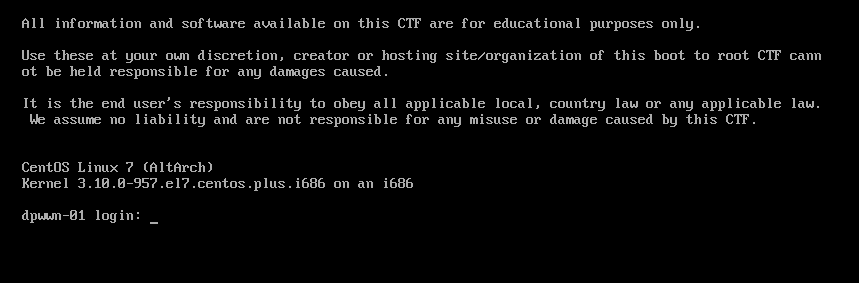 All information and software available on this CTF are for educational purposes only.
Use these at your own discretion, creator or hosting site/organization of this boot to root CTF cann
ot be held responsible for any damages caused.
It is the end user's responsibility to obey all applicable local, country law or any applicable law.
We assume no liability and are not responsible for any misuse or damage caused by this CTF.
CentOS Linux 7 (AltArch)
Kernel 3.10.0-957.el7.centos.plus.i686 on an i686
dpwwn-01 login: _